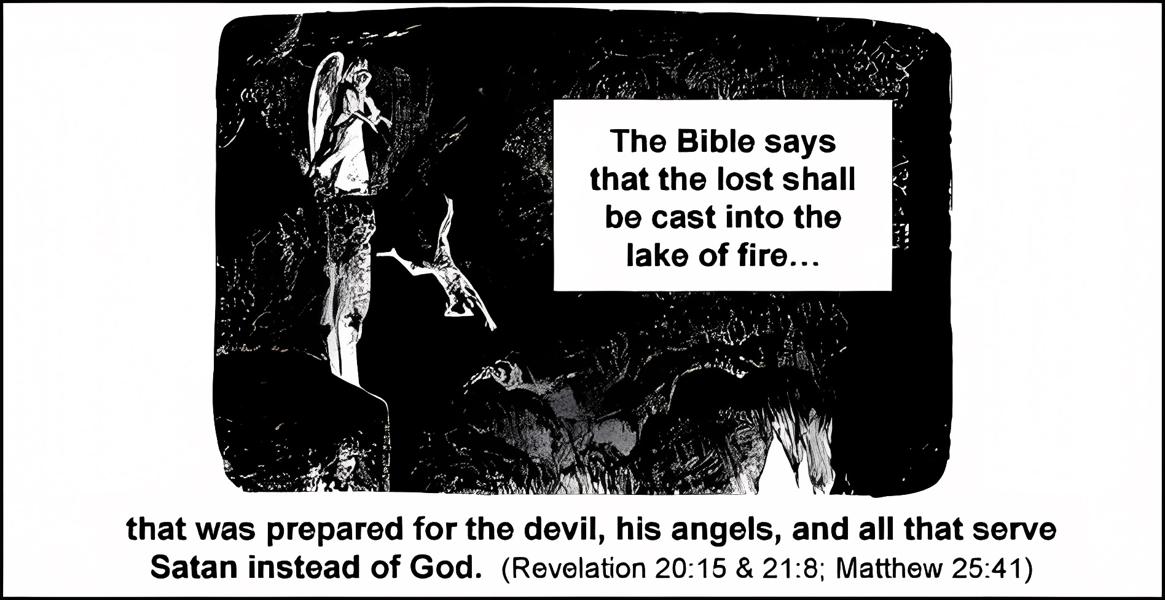 The Bible says
that the lost shall
be cast into the
lake of fire...
that was prepared for the devil, his angels, and all that serve
Satan instead of God. (Revelation 20:15 & 21:8; Matthew 25:41)